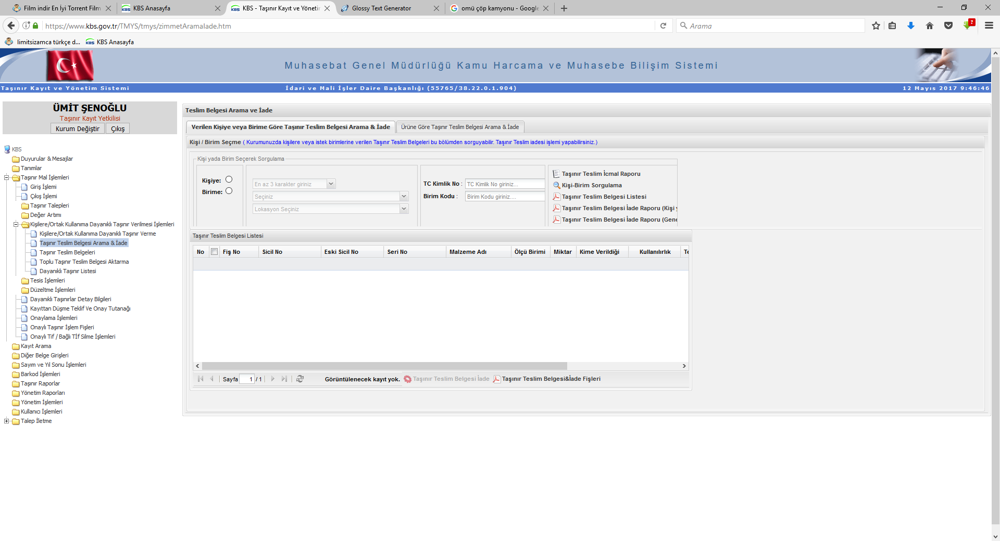 Film indir En İyi Torrent Film
KBS Anasayfa
KBS - Taşınır Kayıt ve Yönetir
Glossy Text Generator
omü çöp kamyonu - Google
https://www.kbs.gov.tr/TMYS/tmys/zimmetAramaIade.htm
Arama
limitsizamca türkçe d...
KBS Anasayfa
Muhasebat Genel Müdürlüğü Kamu Harcama ve Muhasebe Bilişim Sistemi
Taşınır Kayıt ve Yönetim Sistemi
İdari ve Mali İşler Daire Başkanlığı (55765/38.22.0.1.904)
12 Mayıs 2017 9:46:46
ÜMİT ŞENOĞLU
Taşınır Kayıt Yetkilisi
Kurum Değiştir
Çıkış
KBS
Duyurular & Mesajlar
Tanımlar
Taşınır Mal İşlemleri
Giriş İşlemi
Çıkış İşlemi
Taşınır Talepleri
Değer Artımı
Kişilere/Ortak Kullanıma Dayanıklı Taşınır Verilmesi İşlemleri
Kişilere/Ortak Kullanıma Dayanıklı Taşınır Verme
Taşınır Teslim Belgesi Arama & İade
Taşınır Teslim Belgeleri
Toplu Taşınır Teslim Belgesi Aktarma
Dayanıklı Taşınır Listesi
Tesis İşlemleri
Düzeltme İşlemleri
Dayanıklı Taşınırlar Detay Bilgileri
Kayıttan Düşme Teklif Ve Onay Tutanağı
Onaylama İşlemleri
Onaylı Taşınır İşlem Fişleri
Onaylı Tif / Bağlı TİF Silme İşlemleri
Kayıt Arama
Diğer Belge Girişleri
Sayım ve Yıl Sonu İşlemleri
Barkod İşlemleri
Taşınır Raporlar
Yönetim Raporları
Yönetim İşlemleri
Kullanıcı İşlemleri
Talep İletme
Teslim Belgesi Arama ve İade
Verilen Kişiye veya Birime Göre Taşınır Teslim Belgesi Arama & İade
Ürüne Göre Taşınır Teslim Belgesi Arama & İade
Kişi / Birim Seçme ( Kurumunuzda kişilere veya istek birimlerine verilen Taşınır Teslim Belgeleri bu bölümden sorguyabilir. Taşınır Teslim iadesi işlemi yapabilirsiniz.)
Kişi yada Birim Seçerek Sorgulama
Kişiye:
Birime:
En az 3 karakter giriniz
Seçiniz
Lokasyon Seçiniz
TC Kimlik No : TC Kimlik No giriniz...
Birim Kodu : Birim Kodu giriniz....
Taşınır Teslim İcmal Raporu
Kişi-Birim Sorgulama
Taşınır Teslim Belgesi Listesi
Taşınır Teslim Belgesi İade Raporu (Kişi y
Taşınır Teslim Belgesi İade Raporu (Gene
Taşınır Teslim Belgesi Listesi
No Fiş No Sicil No Eski Sicil No Seri No Malzeme Adı Ölçü Birimi Miktar Kime Verildiği Kullanılırlık Te
Sayfa 1 / 1
Görüntülenecek kayıt yok.
Taşınır Teslim Belgesi İade
Taşınır Teslim Belgesi&İade Fişleri